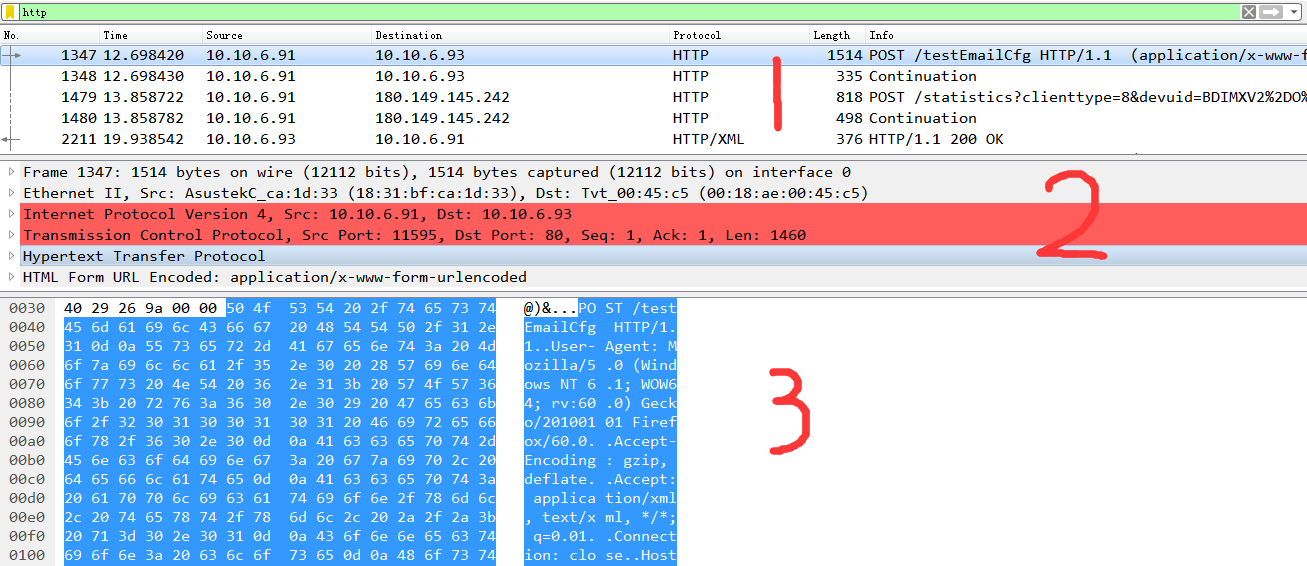 http
No. Time Source Destination Protocol Length Info
1347 12.698420 10.10.6.91 10.10.6.93 HTTP 1514 POST /testEmailCfg HTTP/1.1 (application/x-www-f
1348 12.698430 10.10.6.91 10.10.6.93 HTTP 335 Continuation
1479 13.858722 10.10.6.91 180.149.145.242 HTTP 818 POST /statistics?clienttype=8&devuid=BDIMXV2%2DO%
1480 13.858782 10.10.6.91 180.149.145.242 HTTP 498 Continuation
2211 19.938542 10.10.6.93 10.10.6.91 HTTP/XML 376 HTTP/1.1 200 OK
1
Frame 1347: 1514 bytes on wire (12112 bits), 1514 bytes captured (12112 bits) on interface 0
Ethernet II, Src: AsustekC_ca:1d:33 (18:31:bf:ca:1d:33), Dst: Tvt_00:45:c5 (00:18:ae:00:45:c5)
Internet Protocol Version 4, Src: 10.10.6.91, Dst: 10.10.6.93
Transmission Control Protocol, Src Port: 11595, Dst Port: 80, Seq: 1, Ack: 1, Len: 1460
Hypertext Transfer Protocol
HTML Form URL Encoded: application/x-www-form-urlencoded
2
0030 40 29 26 9a 00 00 50 4f 53 54 20 2f 74 65 73 74 @)&...PO ST /test
0040 45 6d 61 69 6c 43 66 67 20 48 54 54 50 2f 31 2e EmailCfg HTTP/1.
0050 31 0d 0a 55 73 65 72 2d 41 67 65 6e 74 3a 20 4d 1..User- Agent: M
0060 6f 7a 69 6c 6c 61 2f 35 2e 30 20 28 57 69 6e 64 ozilla/5 .0 (Wind
0070 6f 77 73 20 4e 54 20 36 2e 31 3b 20 57 4f 57 36 ows NT 6 .1; WOW6
0080 34 3b 20 72 76 3a 36 30 2e 30 29 20 47 65 63 6b 4; rv:60 .0) Geck
0090 6f 2f 32 30 31 30 30 31 30 31 20 46 69 72 65 66 o/201001 01 Firef
00a0 6f 78 2f 36 30 2e 30 0d 0a 41 63 63 65 70 74 2d ox/60.0. .Accept-
00b0 45 6e 63 6f 64 69 6e 67 3a 20 67 7a 69 70 2c 20 Encoding : gzip,
00c0 64 65 66 6c 61 74 65 0d 0a 41 63 63 65 70 74 3a deflate. .Accept:
00d0 20 61 70 70 6c 69 63 61 74 69 6f 6e 2f 78 6d 6c applica tion/xml
00e0 2c 20 74 65 78 74 2f 78 6d 6c 2c 20 2a 2f 2a 3b , text/x ml, */*;
00f0 20 71 3d 30 2e 30 31 0d 0a 43 6f 6e 6e 65 63 74 q=0.01. .Connect
0100 69 6f 6e 3a 20 63 6c 6f 73 65 0d 0a 48 6f 73 74 ion: clo se..Host
3